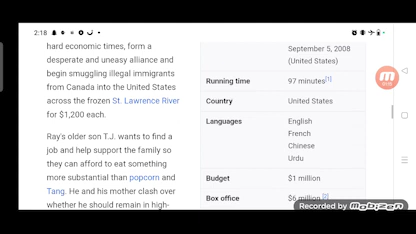 2:18
hard economic times, form a
desperate and uneasy alliance and
begin smuggling illegal immigrants
from Canada into the United States
across the frozen St. Lawrence River
for $1,200 each.
Ray's older son T.J. wants to find a
job and help support the family so
they can afford to eat something
more substantial than popcorn and
Tang. He and his mother clash over
whether he should remain in high-
September 5, 2008
(United States)
Running time 97 minutes[1]
Country United States
Languages English
French
Chinese
Urdu
Budget $1 million
Box office $6 million[2]
Recorded by Mobizen